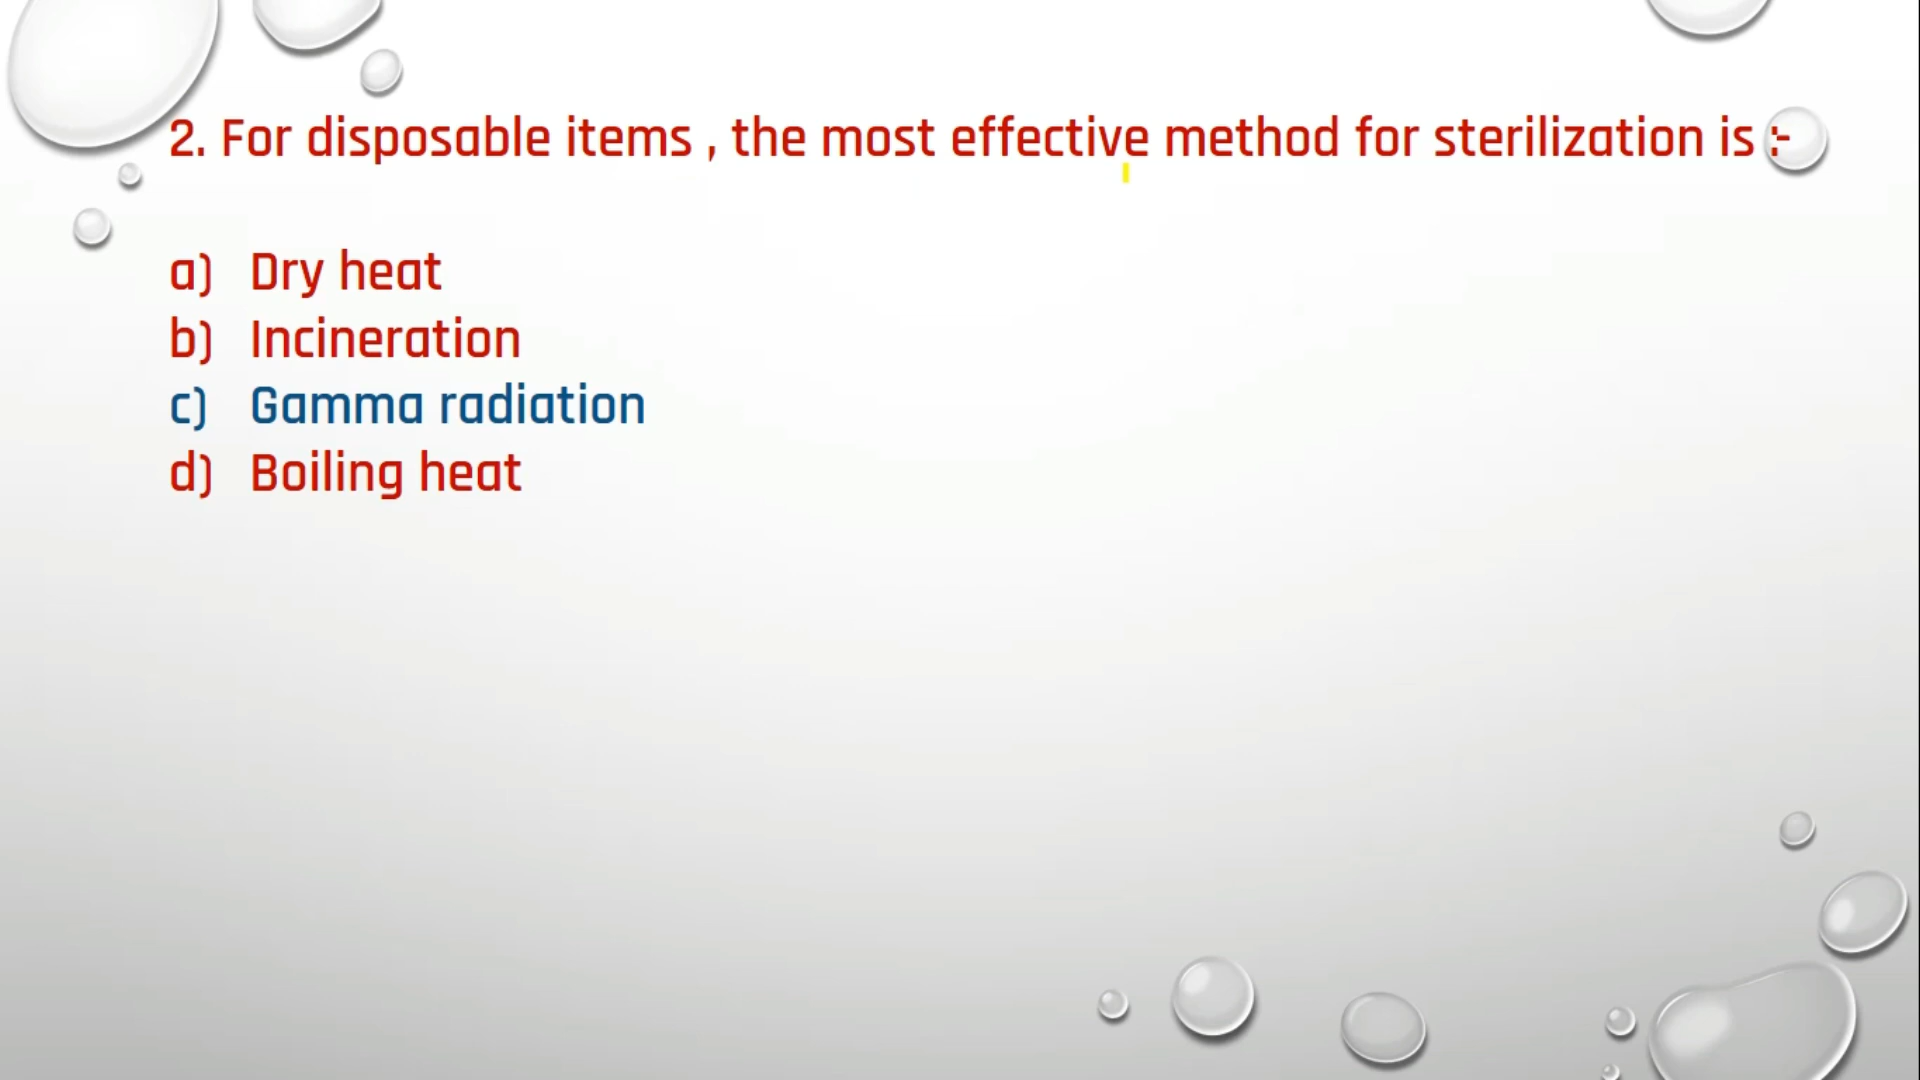 2. For disposable items , the most effective method for sterilization is :-
a) Dry heat
b) Incineration
c) Gamma radiation
d) Boiling heat